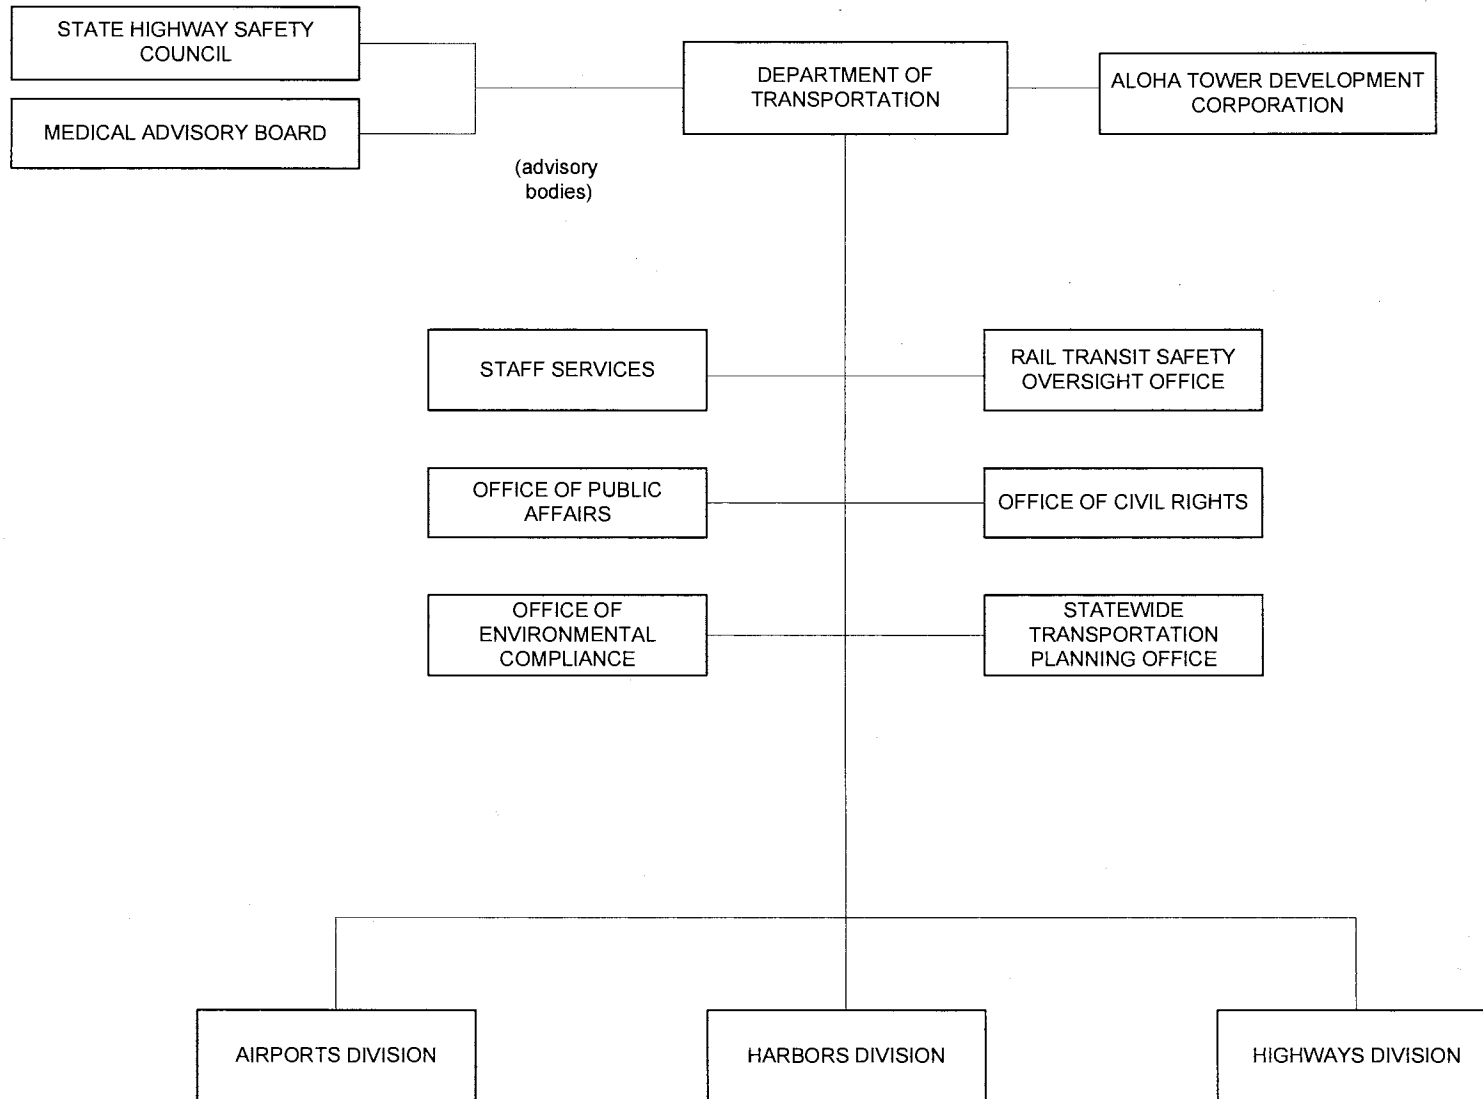 STATE HIGHWAY SAFETY
COUNCIL
MEDICAL ADVISORY BOARD
DEPARTMENT OF
TRANSPORTATION
ALOHA TOWER DEVELOPMENT
CORPORATION
(advisory
bodies)
STAFF SERVICES
RAIL TRANSIT SAFETY
OVERSIGHT OFFICE
OFFICE OF PUBLIC
AFFAIRS
OFFICE OF CIVIL RIGHTS
OFFICE OF
ENVIRONMENTAL
COMPLIANCE
STATEWIDE
TRANSPORTATION
PLANNING OFFICE
AIRPORTS DIVISION
HARBORS DIVISION
HIGHWAYS DIVISION